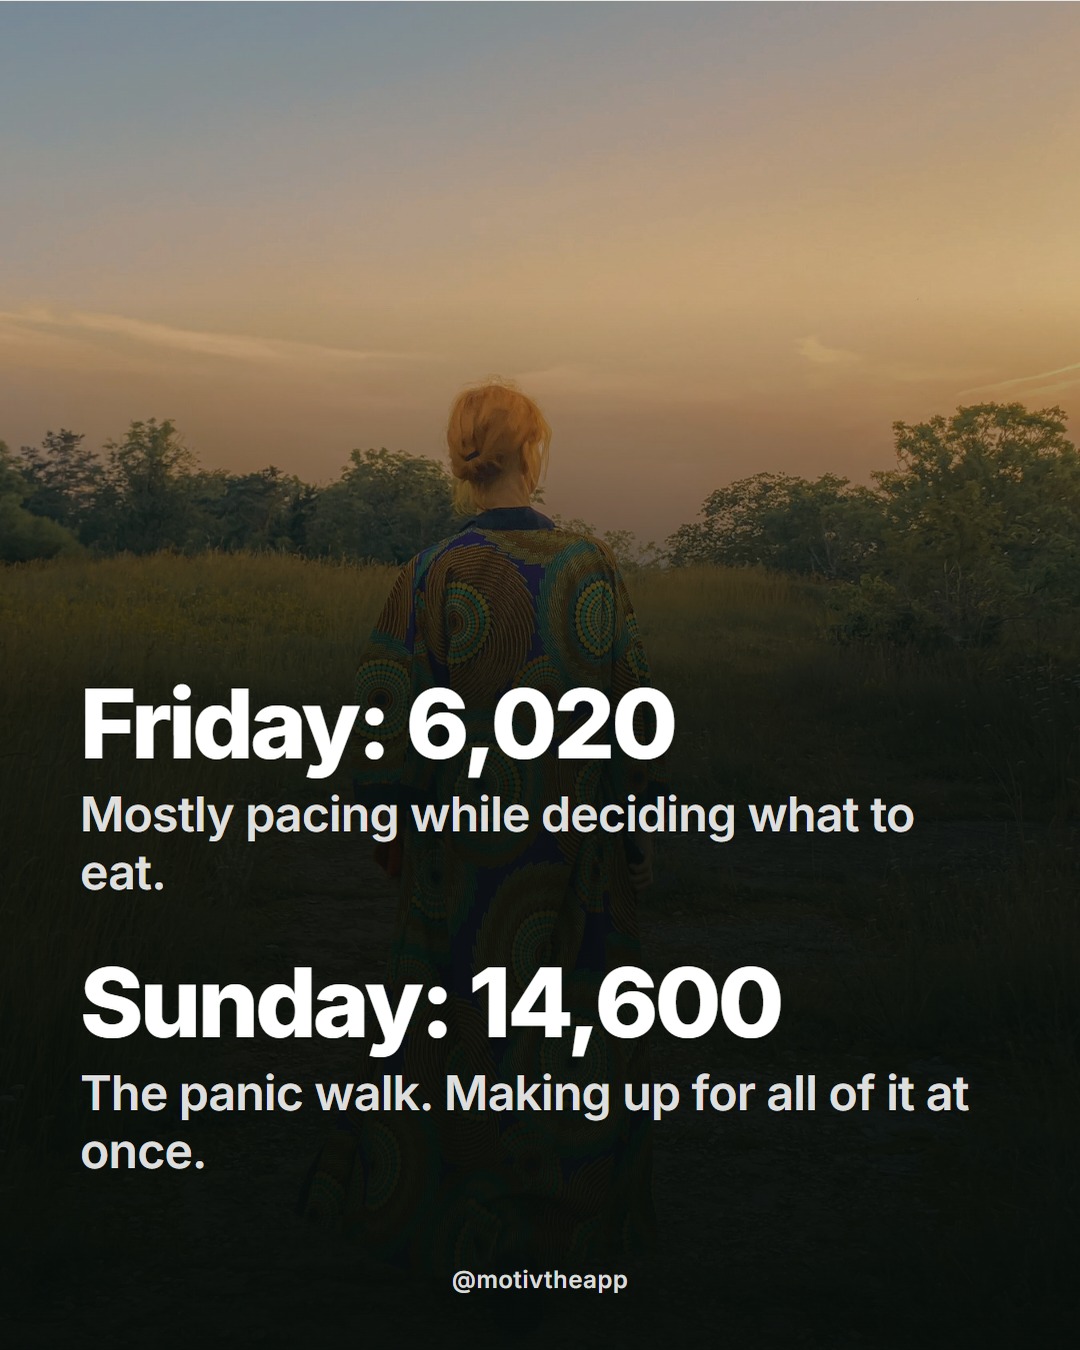 Friday: 6,020
Mostly pacing while deciding what to
eat.
Sunday: 14,600
The panic walk. Making up for all of it at
once.
@motivtheapp